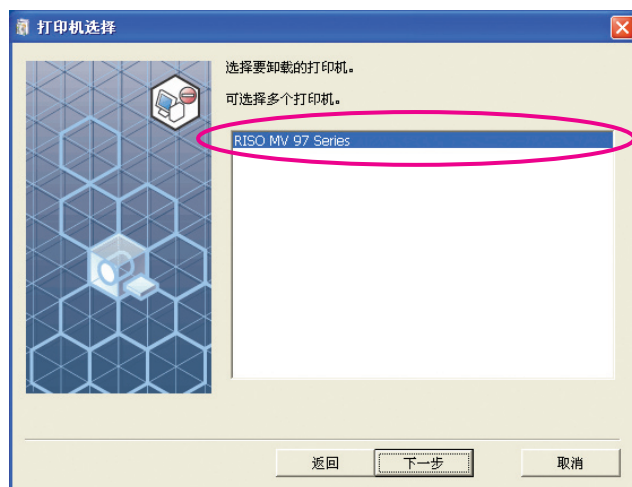 打印机选择
选择要卸载的打印机。
可选择多个打印机。
RISO MV 97 Series
返回
下一步
取消